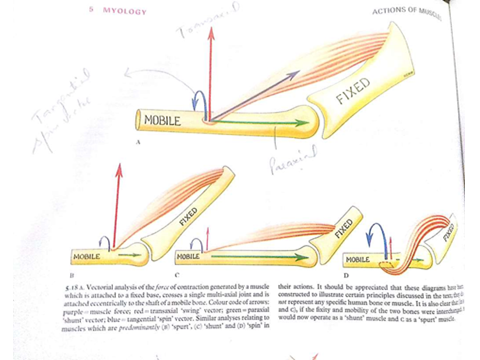 5 MYOLOGY
ACTIONS OF MUSCL
Transaxial
Tangential
Paraxial
MOBILE
FIXED
A
FIXED
FIXED
FIXED
MOBILE
MOBILE
MOBILE
B
C
D
5.18 A. Vectorial analysis of the force of contraction generated by a muscle
which is attached to a fixed base, crosses a single multi-axial joint and is
attached eccentrically to the shaft of a mobile bone. Colour code of arrows:
purple=muscle force; red=transaxial 'swing' vector; green=paraxial
'shunt' vector; blue=tangential 'spin' vector. Similar analyses relating to
muscles which are predominantly (B) 'spurt', (C) 'shunt' and (D) 'spin' in
their actions. It should be appreciated that these diagrams have been
constructed to illustrate certain principles discussed in the text, they do
not represent any specific human bone or muscle. It is also clear that in B
and C, if the fixity and mobility of the two bones were interchanged, B
would now operate as a 'shunt' muscle and C as a 'spurt' muscle.